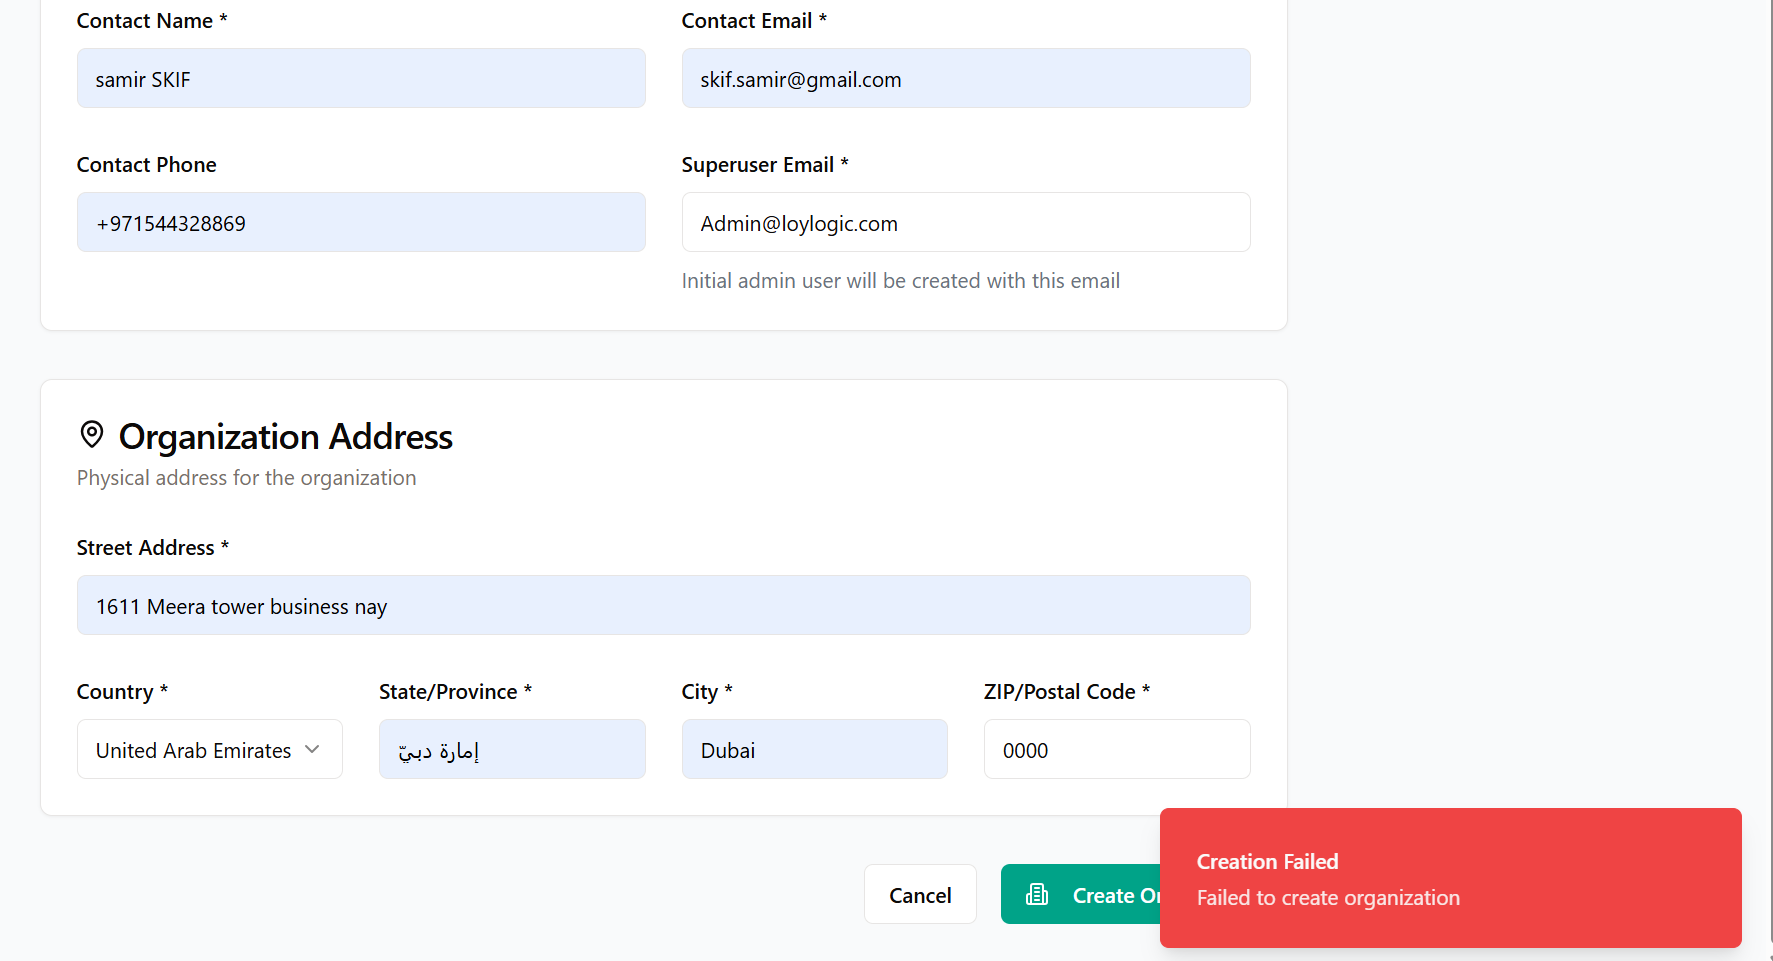 Contact Name *
Contact Email *
samir SKIF
skif.samir@gmail.com
Contact Phone
Superuser Email *
+971544328869
Admin@loylogic.com
Initial admin user will be created with this email
Organization Address
Physical address for the organization
Street Address *
1611 Meera tower business nay
Country *
State/Province *
City *
ZIP/Postal Code *
United Arab Emirates
إمارة دبيّ
Dubai
0000
Cancel
Create Or
Creation Failed
Failed to create organization